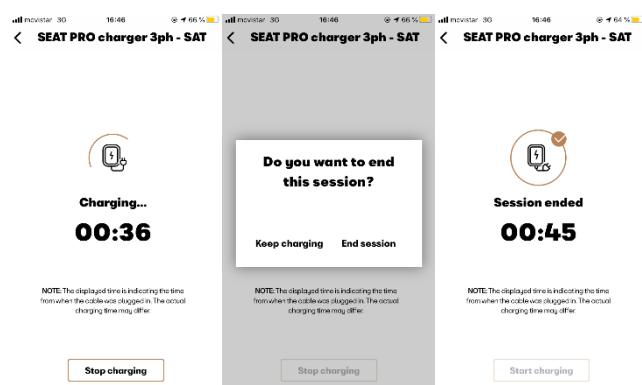 movistar 3G 16:46 66 %
SEAT PRO charger 3ph - SAT
Charging...
00:36
NOTE: The displayed time is indicating the time
from when the cable was plugged in. The actual
charging time may differ.
Stop charging
movistar 3G 16:46 66 %
SEAT PRO charger 3ph - SAT
Do you want to end
this session?
Keep charging End session
NOTE: The displayed time is indicating the time
from when the cable was plugged in. The actual
charging time may differ.
Stop charging
movistar 3G 16:46 64 %
SEAT PRO charger 3ph - SAT
Session ended
00:45
NOTE: The displayed time is indicating the time
from when the cable was plugged in. The actual
charging time may differ.
Start charging